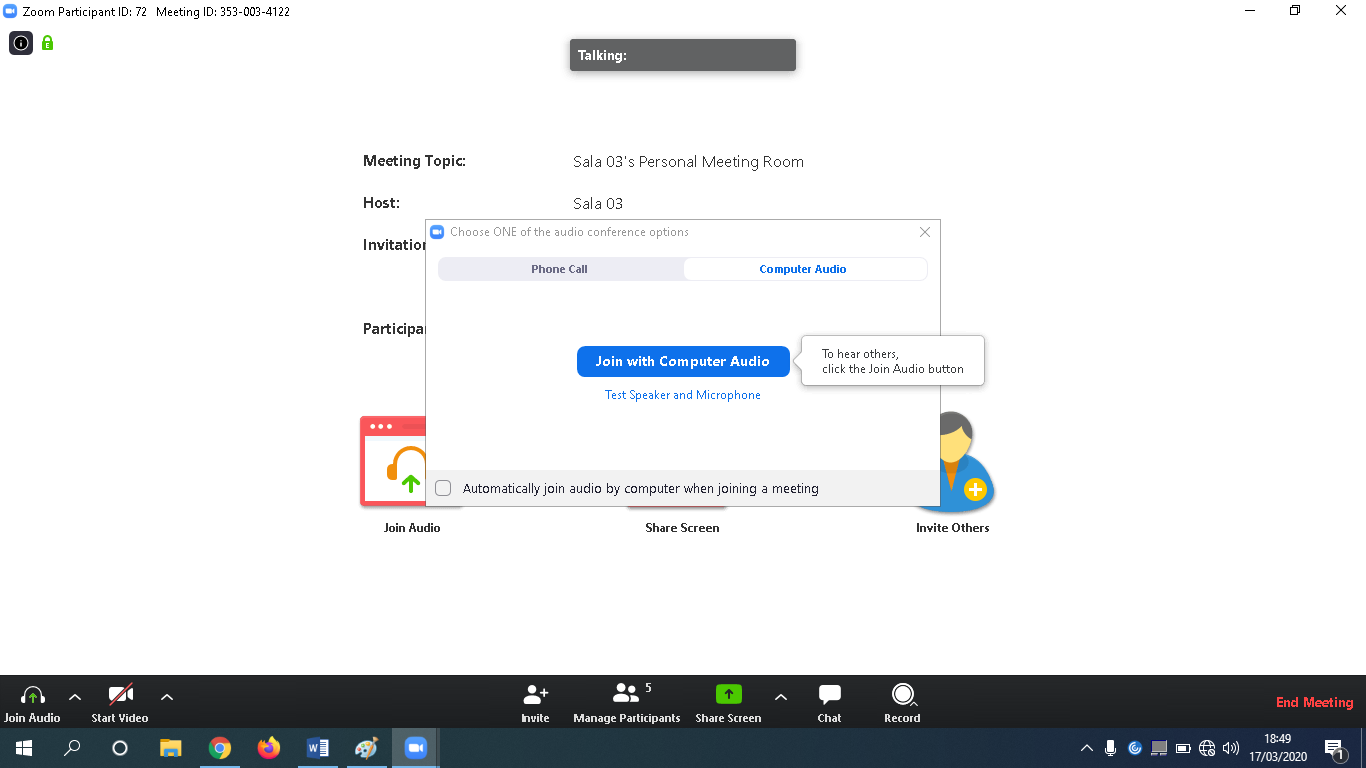 Zoom Participant ID: 72 Meeting ID: 353-003-4122
Talking:
Meeting Topic: Sala 03's Personal Meeting Room
Host: Sala 03
Invitation
Participa
Choose ONE of the audio conference options
Phone Call Computer Audio
Join with Computer Audio
To hear others,
click the Join Audio button
Test Speaker and Microphone
Automatically join audio by computer when joining a meeting
Join Audio Share Screen Invite Others
5
Join Audio Start Video Invite Manage Participants Share Screen Chat Record End Meeting
18:49
17/03/2020
1